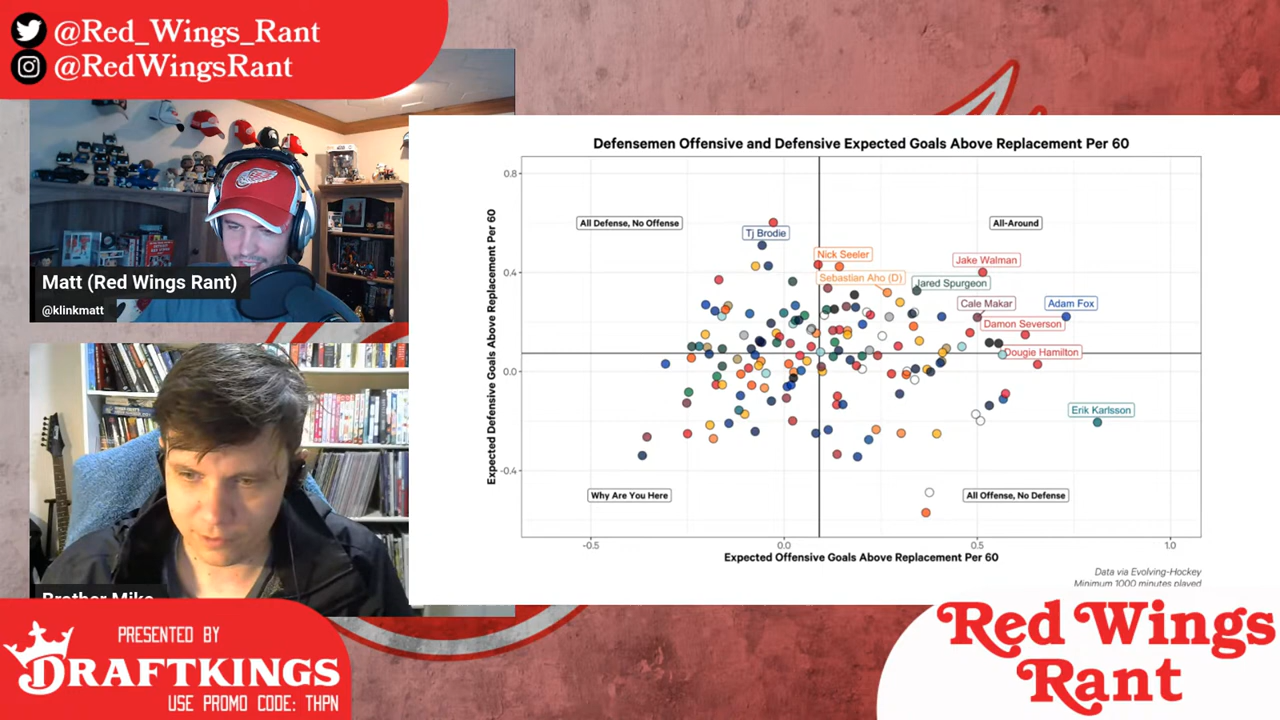 @Red_Wings_Rant
@RedWingsRant
Matt (Red Wings Rant)
@klinkmatt
Brother Mike
PRESENTED BY
DRAFTKINGS
USE PROMO CODE: THPN
Defensemen Offensive and Defensive Expected Goals Above Replacement Per 60
Expected Defensive Goals Above Replacement Per 60
0.8
0.4
0.0
-0.4
All Defense, No Offense
All-Around
Tj Brodie
Nick Seeler
Jake Walman
Sebastian Aho (D)
Jared Spurgeon
Cale Makar
Adam Fox
Damon Severson
Dougie Hamilton
Erik Karlsson
Why Are You Here
All Offense, No Defense
-0.5
0.0
0.5
1.0
Expected Offensive Goals Above Replacement Per 60
Data via Evolving-Hockey
Minimum 1000 minutes played
Red Wings
Rant